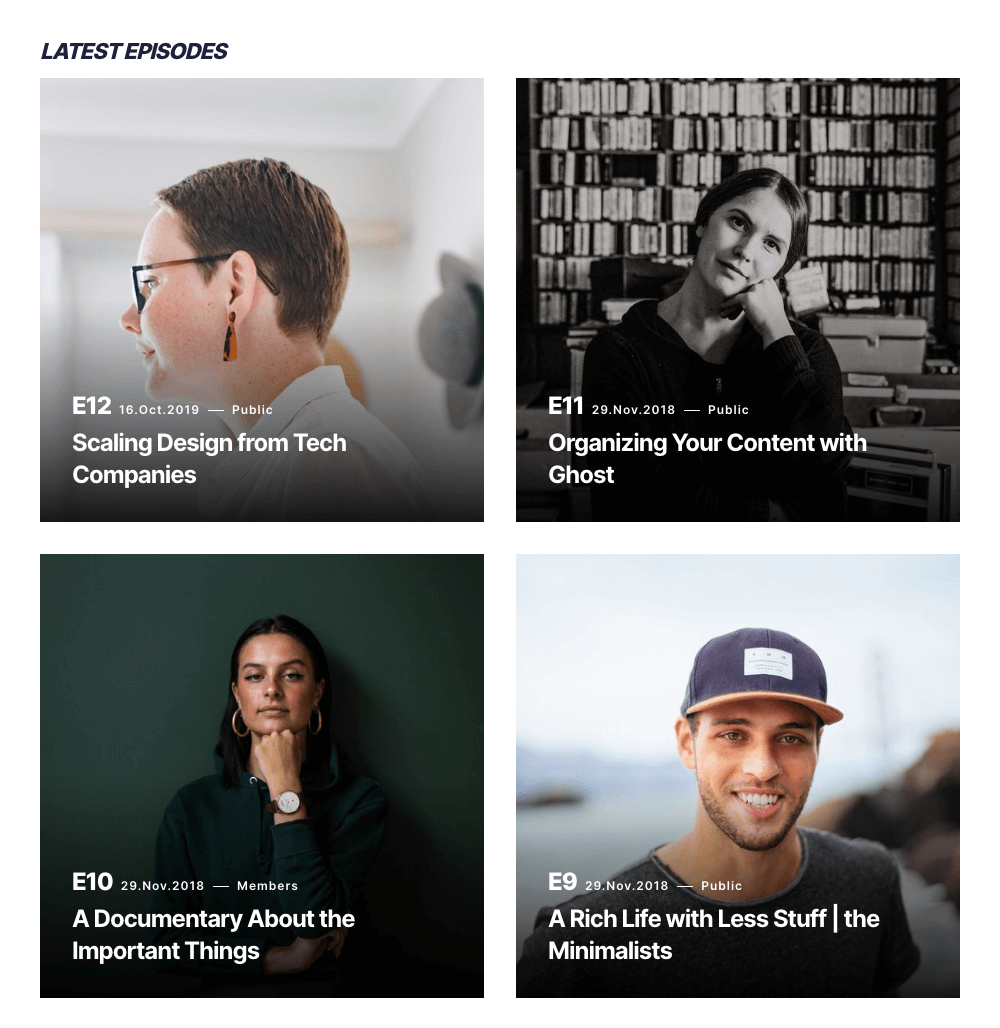 LATEST EPISODES
E12 16.Oct.2019 — Public
Scaling Design from Tech
Companies
E11 29.Nov.2018 — Public
Organizing Your Content with
Ghost
E10 29.Nov.2018 — Members
A Documentary About the
Important Things
E9 29.Nov.2018 — Public
A Rich Life with Less Stuff | the
Minimalists